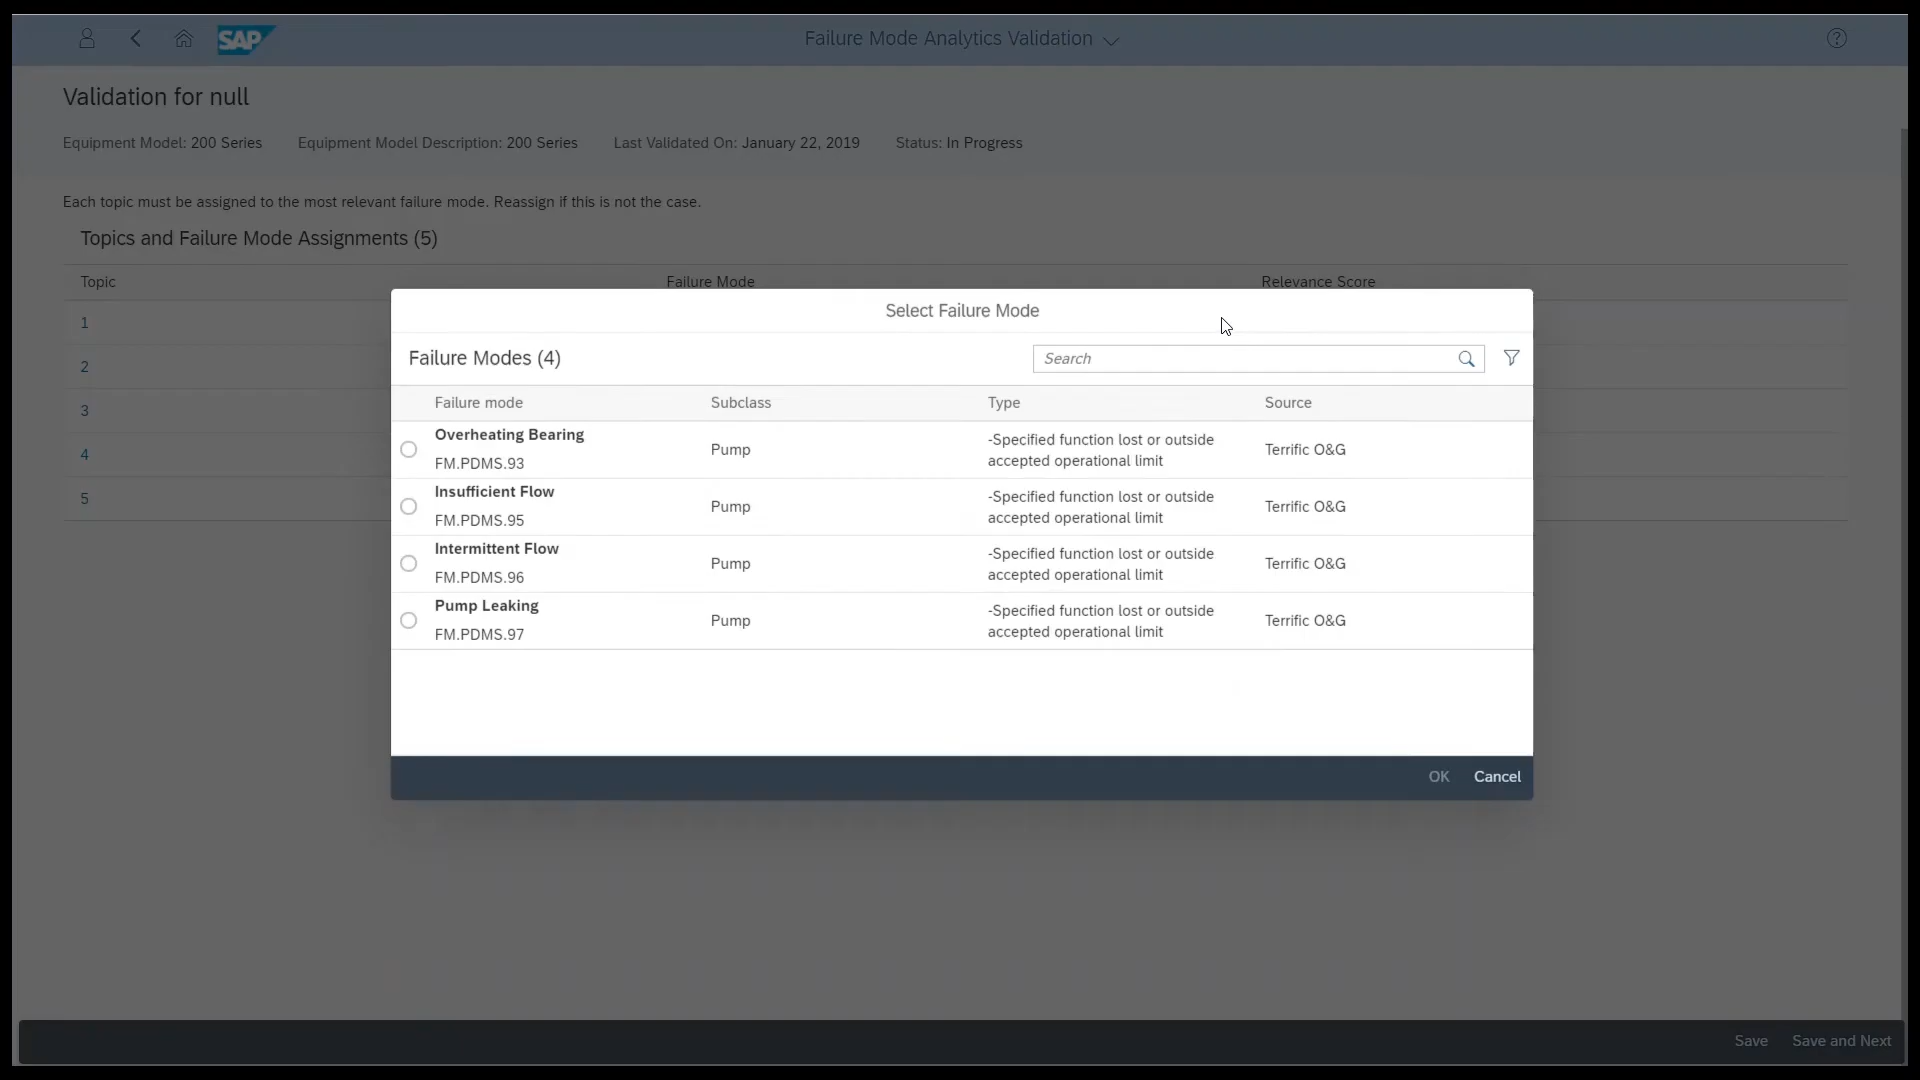 SAP
Failure Mode Analytics Validation
Validation for null
Equipment Model: 200 Series Equipment Model Description: 200 Series Last Validated On: January 22, 2019 Status: In Progress
Each topic must be assigned to the most relevant failure mode. Reassign if this is not the case.
Topics and Failure Mode Assignments (5)
Topic Failure Mode Relevance Score
1
2
3
4
5
Select Failure Mode
Failure Modes (4) Search
Failure mode Subclass Type Source
Overheating Bearing
FM.PDMS.93
Pump
-Specified function lost or outside
accepted operational limit
Terrific O&G
Insufficient Flow
FM.PDMS.95
Pump
-Specified function lost or outside
accepted operational limit
Terrific O&G
Intermittent Flow
FM.PDMS.96
Pump
-Specified function lost or outside
accepted operational limit
Terrific O&G
Pump Leaking
FM.PDMS.97
Pump
-Specified function lost or outside
accepted operational limit
Terrific O&G
OK Cancel
Save Save and Next